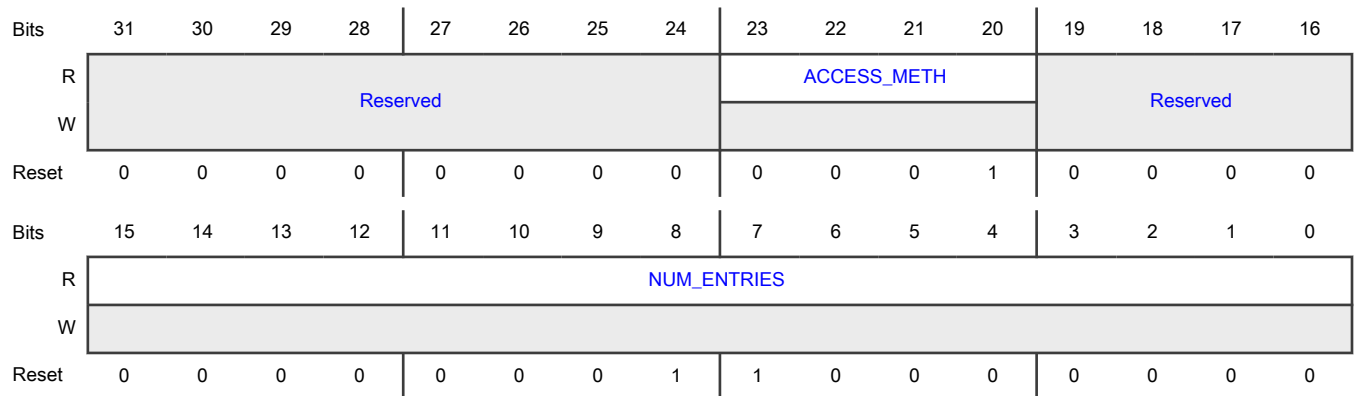 Bits 31 30 29 28 27 26 25 24 23 22 21 20 19 18 17 16
R ACCESS_METH
Reserved Reserved
W
Reset 0 0 0 0 0 0 0 0 0 0 0 1 0 0 0 0
Bits 15 14 13 12 11 10 9 8 7 6 5 4 3 2 1 0
R NUM_ENTRIES
W
Reset 0 0 0 0 0 0 0 1 1 0 0 0 0 0 0 0